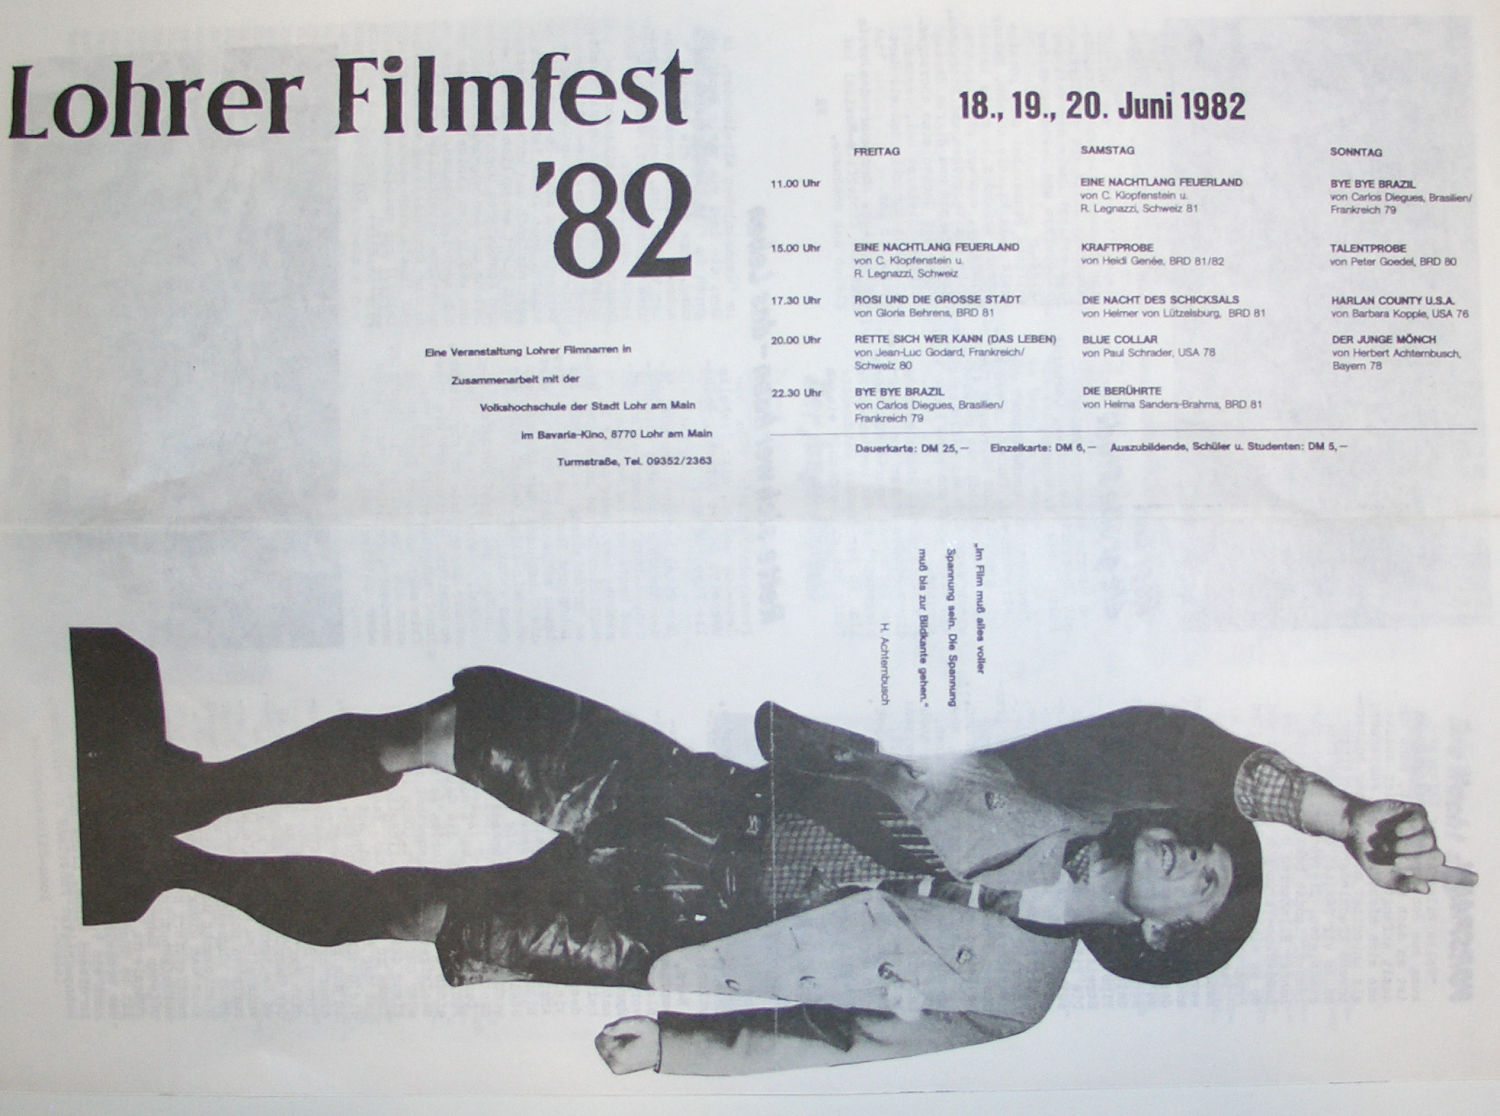 Lohrer Filmfest
'82
Eine Veranstaltung Lohrer Filmnarren in
Zusammenarbeit mit der
Volkshochschule der Stadt Lohr am Main
im Bavaria-Kino, 8770 Lohr am Main
Turmstraße, Tel. 09352/2363
18., 19., 20. Juni 1982
FREITAG SAMSTAG SONNTAG
11.00 Uhr
EINE NACHTLANG FEUERLAND
von C. Klopfenstein u.
R. Legnazzi, Schweiz 81
BYE BYE BRAZIL
von Carlos Diegues, Brasilien/
Frankreich 79
15.00 Uhr
EINE NACHTLANG FEUERLAND
von C. Klopfenstein u.
R. Legnazzi, Schweiz
KRAFTPROBE
von Heidi Genée, BRD 81/82
TALENTPROBE
von Peter Goedel, BRD 80
17.30 Uhr
ROSI UND DIE GROSSE STADT
von Gloria Behrens, BRD 81
DIE NACHT DES SCHICKSALS
von Helmer von Lützelburg, BRD 81
HARLAN COUNTY U.S.A.
von Barbara Kopple, USA 76
20.00 Uhr
RETTE SICH WER KANN (DAS LEBEN)
von Jean-Luc Godard, Frankreich/
Schweiz 80
BLUE COLLAR
von Paul Schrader, USA 78
DER JUNGE MÖNCH
von Herbert Achternbusch,
Bayern 78
22.30 Uhr
BYE BYE BRAZIL
von Carlos Diegues, Brasilien/
Frankreich 79
DIE BERÜHRTE
von Helma Sanders-Brahms, BRD 81
Dauerkarte: DM 25,— Einzelkarte: DM 6,— Auszubildende, Schüler u. Studenten: DM 5,—
„Im Film muß alles voller
Spannung sein. Die Spannung
muß bis zur Bildkante gehen."
H. Achternbusch